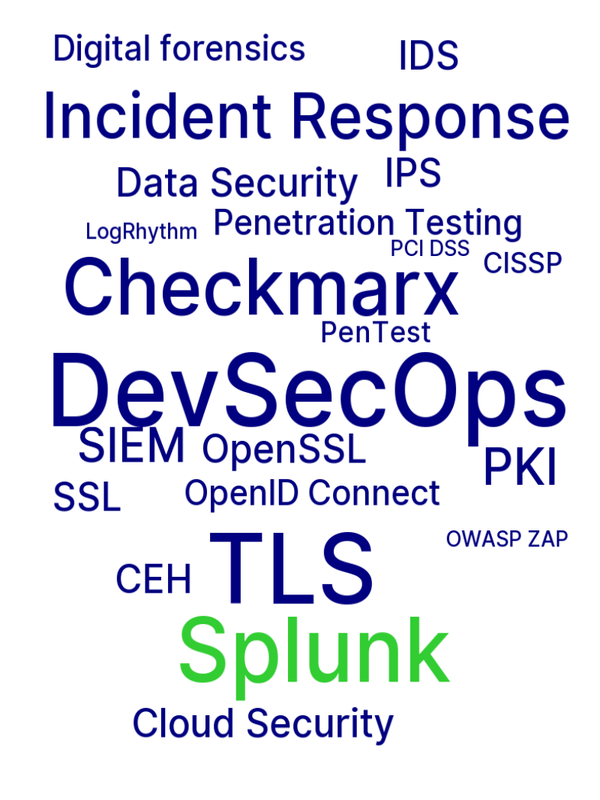 Digital forensics
IDS
Incident Response
IPS
Data Security
Penetration Testing
LogRhythm
PCI DSS
CISSP
Checkmarx
PenTest
DevSecOps
SIEM
OpenSSL
PKI
SSL
OpenID Connect
OWASP ZAP
CEH
TLS
Splunk
Cloud Security